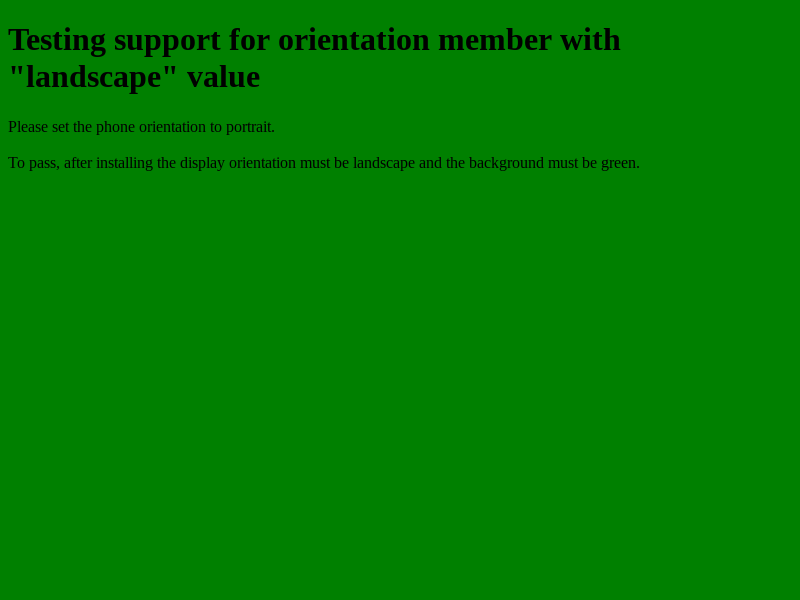 Testing support for orientation member with
"landscape" value
Please set the phone orientation to portrait.
To pass, after installing the display orientation must be landscape and the background must be green.